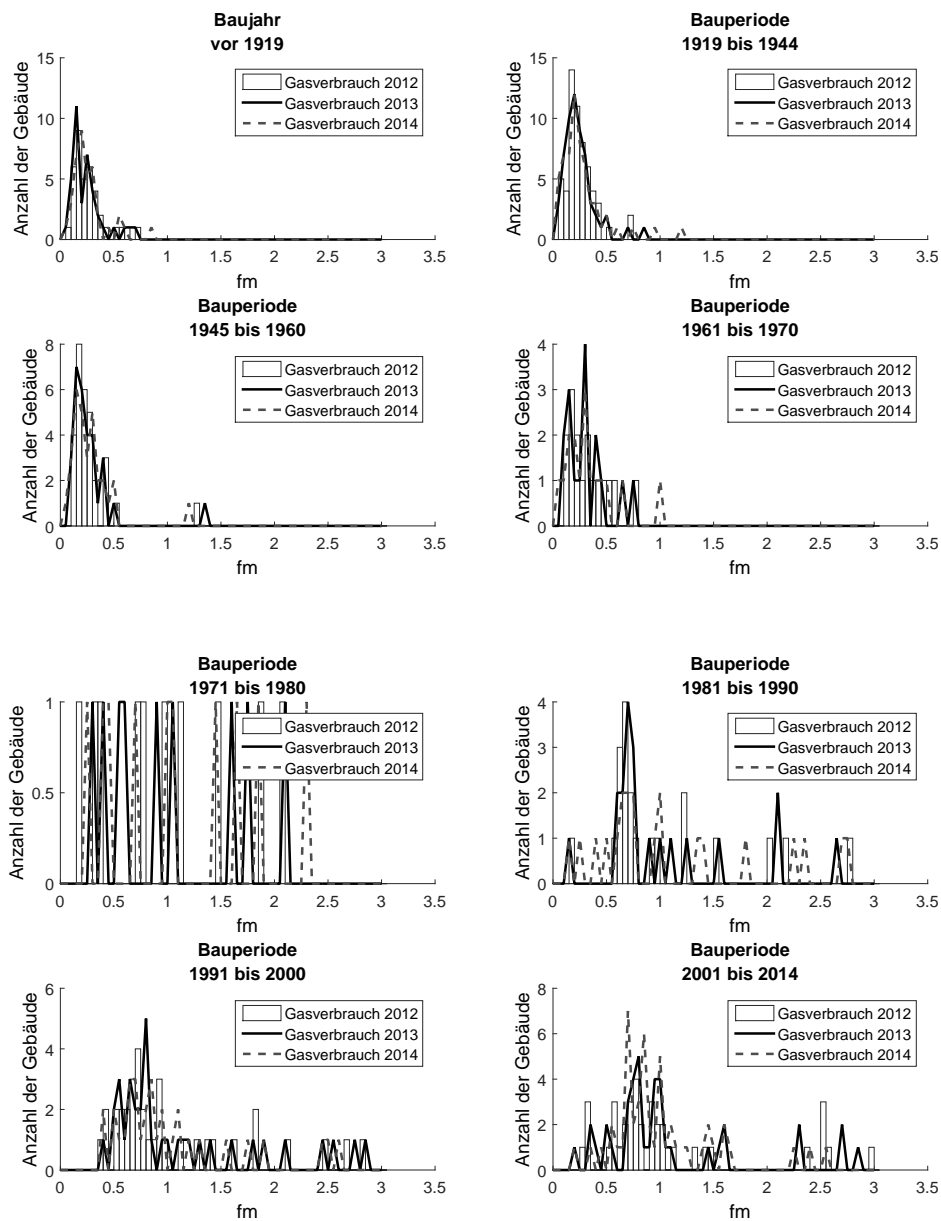 Baujahr
vor 1919
15
10
5
0
Anzahl der Gebäude
Gasverbrauch 2012
Gasverbrauch 2013
Gasverbrauch 2014
0 0.5 1 1.5 2 2.5 3 3.5
fm
Bauperiode
1919 bis 1944
15
10
5
0
Anzahl der Gebäude
Gasverbrauch 2012
Gasverbrauch 2013
Gasverbrauch 2014
0 0.5 1 1.5 2 2.5 3 3.5
fm
Bauperiode
1945 bis 1960
8
6
4
2
0
Anzahl der Gebäude
Gasverbrauch 2012
Gasverbrauch 2013
Gasverbrauch 2014
0 0.5 1 1.5 2 2.5 3 3.5
fm
Bauperiode
1961 bis 1970
4
3
2
1
0
Anzahl der Gebäude
Gasverbrauch 2012
Gasverbrauch 2013
Gasverbrauch 2014
0 0.5 1 1.5 2 2.5 3 3.5
fm
Bauperiode
1971 bis 1980
1
0.5
0
Anzahl der Gebäude
Gasverbrauch 2012
Gasverbrauch 2013
Gasverbrauch 2014
0 0.5 1 1.5 2 2.5 3 3.5
fm
Bauperiode
1981 bis 1990
4
3
2
1
0
Anzahl der Gebäude
Gasverbrauch 2012
Gasverbrauch 2013
Gasverbrauch 2014
0 0.5 1 1.5 2 2.5 3 3.5
fm
Bauperiode
1991 bis 2000
6
4
2
0
Anzahl der Gebäude
Gasverbrauch 2012
Gasverbrauch 2013
Gasverbrauch 2014
0 0.5 1 1.5 2 2.5 3 3.5
fm
Bauperiode
2001 bis 2014
8
6
4
2
0
Anzahl der Gebäude
Gasverbrauch 2012
Gasverbrauch 2013
Gasverbrauch 2014
0 0.5 1 1.5 2 2.5 3 3.5
fm